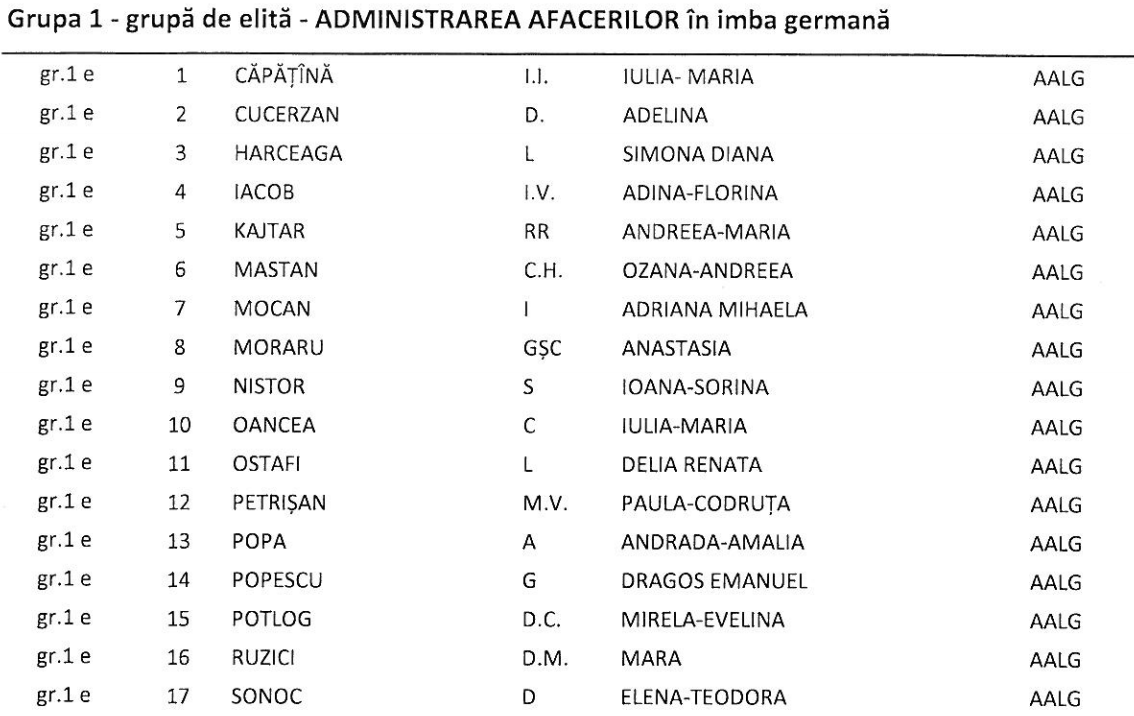 Grupa 1 - grupă de elită - ADMINISTRAREA AFACERILOR în imba germană
gr.1 e 1 CĂPĂȚÎNĂ I.I. IULIA- MARIA AALG
gr.1 e 2 CUCERZAN D. ADELINA AALG
gr.1 e 3 HARCEAGA L SIMONA DIANA AALG
gr.1 e 4 IACOB I.V. ADINA-FLORINA AALG
gr.1 e 5 KAJTAR RR ANDREEA-MARIA AALG
gr.1 e 6 MASTAN C.H. OZANA-ANDREEA AALG
gr.1 e 7 MOCAN I ADRIANA MIHAELA AALG
gr.1 e 8 MORARU GȘC ANASTASIA AALG
gr.1 e 9 NISTOR S IOANA-SORINA AALG
gr.1 e 10 OANCEA C IULIA-MARIA AALG
gr.1 e 11 OSTAFI L DELIA RENATA AALG
gr.1 e 12 PETRIȘAN M.V. PAULA-CODRUȚA AALG
gr.1 e 13 POPA A ANDRADA-AMALIA AALG
gr.1 e 14 POPESCU G DRAGOS EMANUEL AALG
gr.1 e 15 POTLOG D.C. MIRELA-EVELINA AALG
gr.1 e 16 RUZICI D.M. MARA AALG
gr.1 e 17 SONOC D ELENA-TEODORA AALG